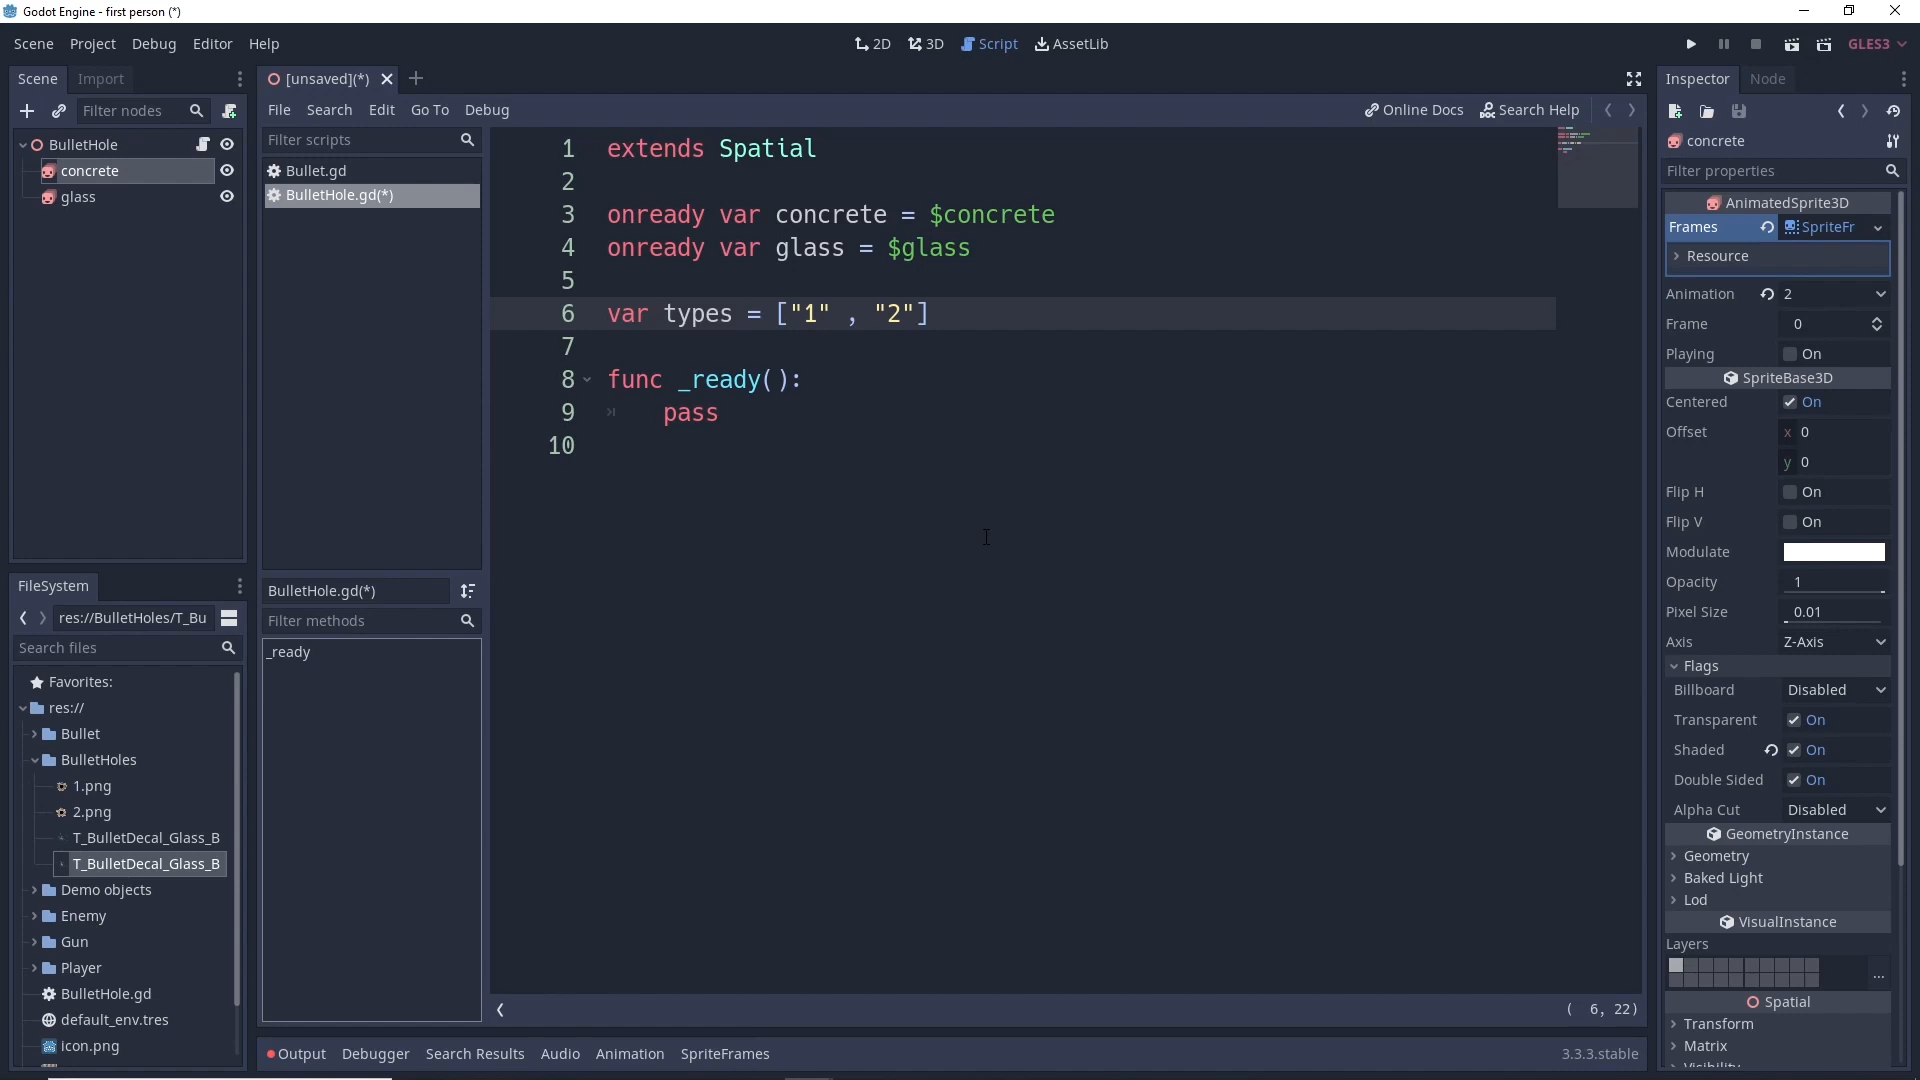 Godot Engine - first person (*)
Scene Project Debug Editor Help
2D 3D Script AssetLib
GLES3
Scene Import
Filter nodes
BulletHole
concrete
glass
FileSystem
res://BulletHoles/T_Bu
Search files
Favorites:
res://
Bullet
BulletHoles
1.png
2.png
T_BulletDecal_Glass_B
T_BulletDecal_Glass_B
Demo objects
Enemy
Gun
Player
BulletHole.gd
default_env.tres
icon.png
[unsaved](*)
File Search Edit Go To Debug
Online Docs Search Help
Filter scripts
Bullet.gd
BulletHole.gd(*)
BulletHole.gd(*)
Filter methods
_ready
1 extends Spatial
2
3 onready var concrete = $concrete
4 onready var glass = $glass
5
6 var types = ["1" , "2"]
7
8 func _ready():
9 pass
10
( 6, 22)
Output Debugger Search Results Audio Animation SpriteFrames
3.3.3.stable
Inspector Node
concrete
Filter properties
AnimatedSprite3D
Frames SpriteFr
Resource
Animation 2
Frame 0
Playing On
SpriteBase3D
Centered On
Offset x 0
y 0
Flip H On
Flip V On
Modulate
Opacity 1
Pixel Size 0.01
Axis Z-Axis
Flags
Billboard Disabled
Transparent On
Shaded On
Double Sided On
Alpha Cut Disabled
GeometryInstance
Geometry
Baked Light
Lod
VisualInstance
Layers
...
Spatial
Transform
Matrix
Visibility